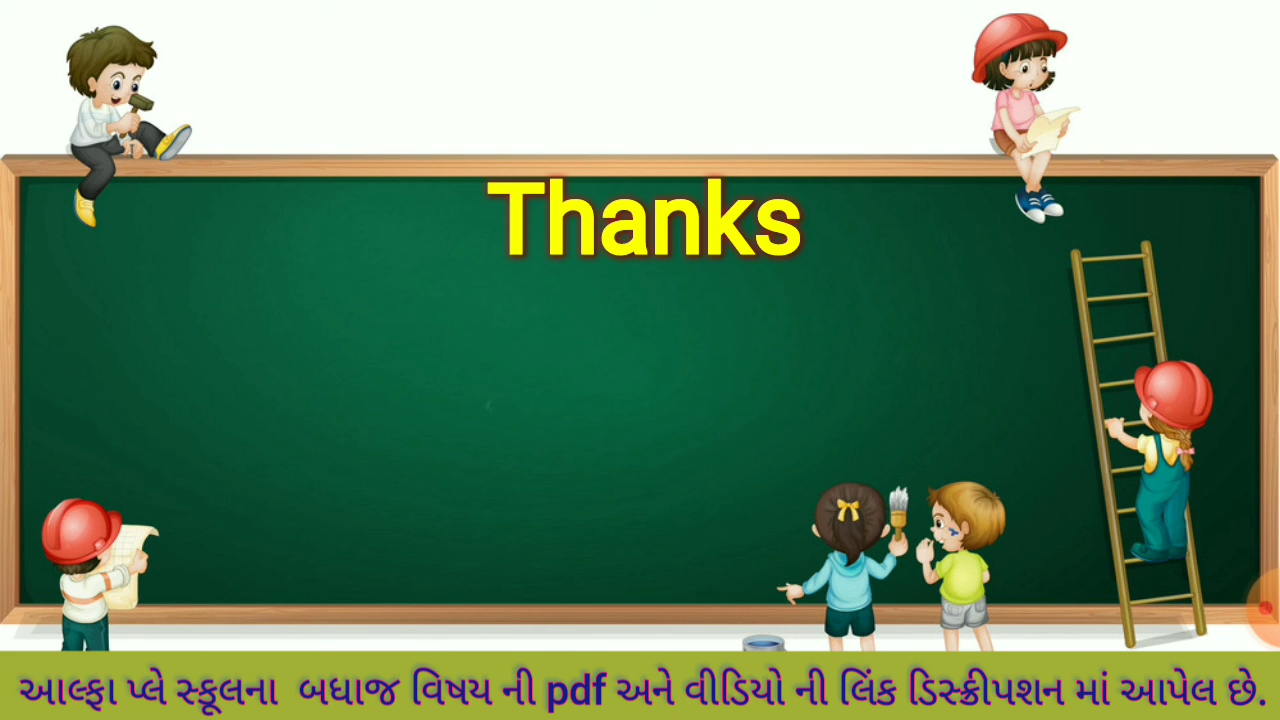 Thanks
આલ્ફા પ્લે સ્કૂલના બધાજ વિષય ની pdf અને વીડિયો ની લિંક ડિસ્ક્રીપશન માં આપેલ છે.